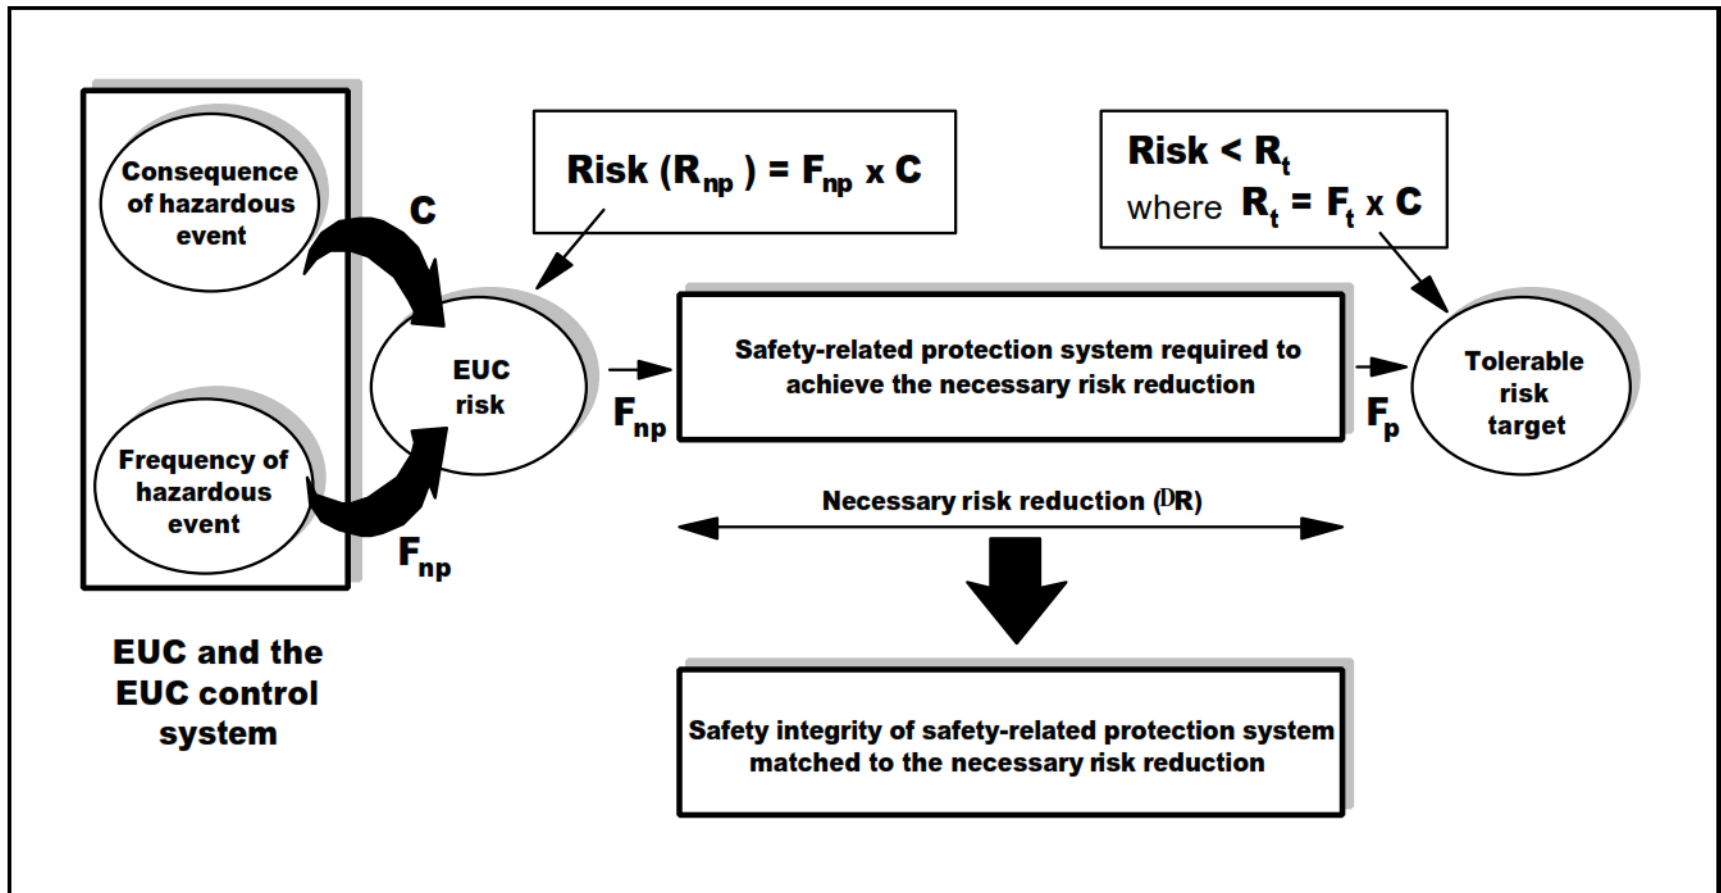 Consequence
of hazardous
event
C
Risk (Rnp ) = Fnp x C
Risk < Rt
where Rt = Ft x C
EUC
risk
Fnp
Safety-related protection system required to
achieve the necessary risk reduction
Fp
Tolerable
risk
target
Frequency of
hazardous
event
Fnp
Necessary risk reduction (DR)
EUC and the
EUC control
system
Safety integrity of safety-related protection system
matched to the necessary risk reduction